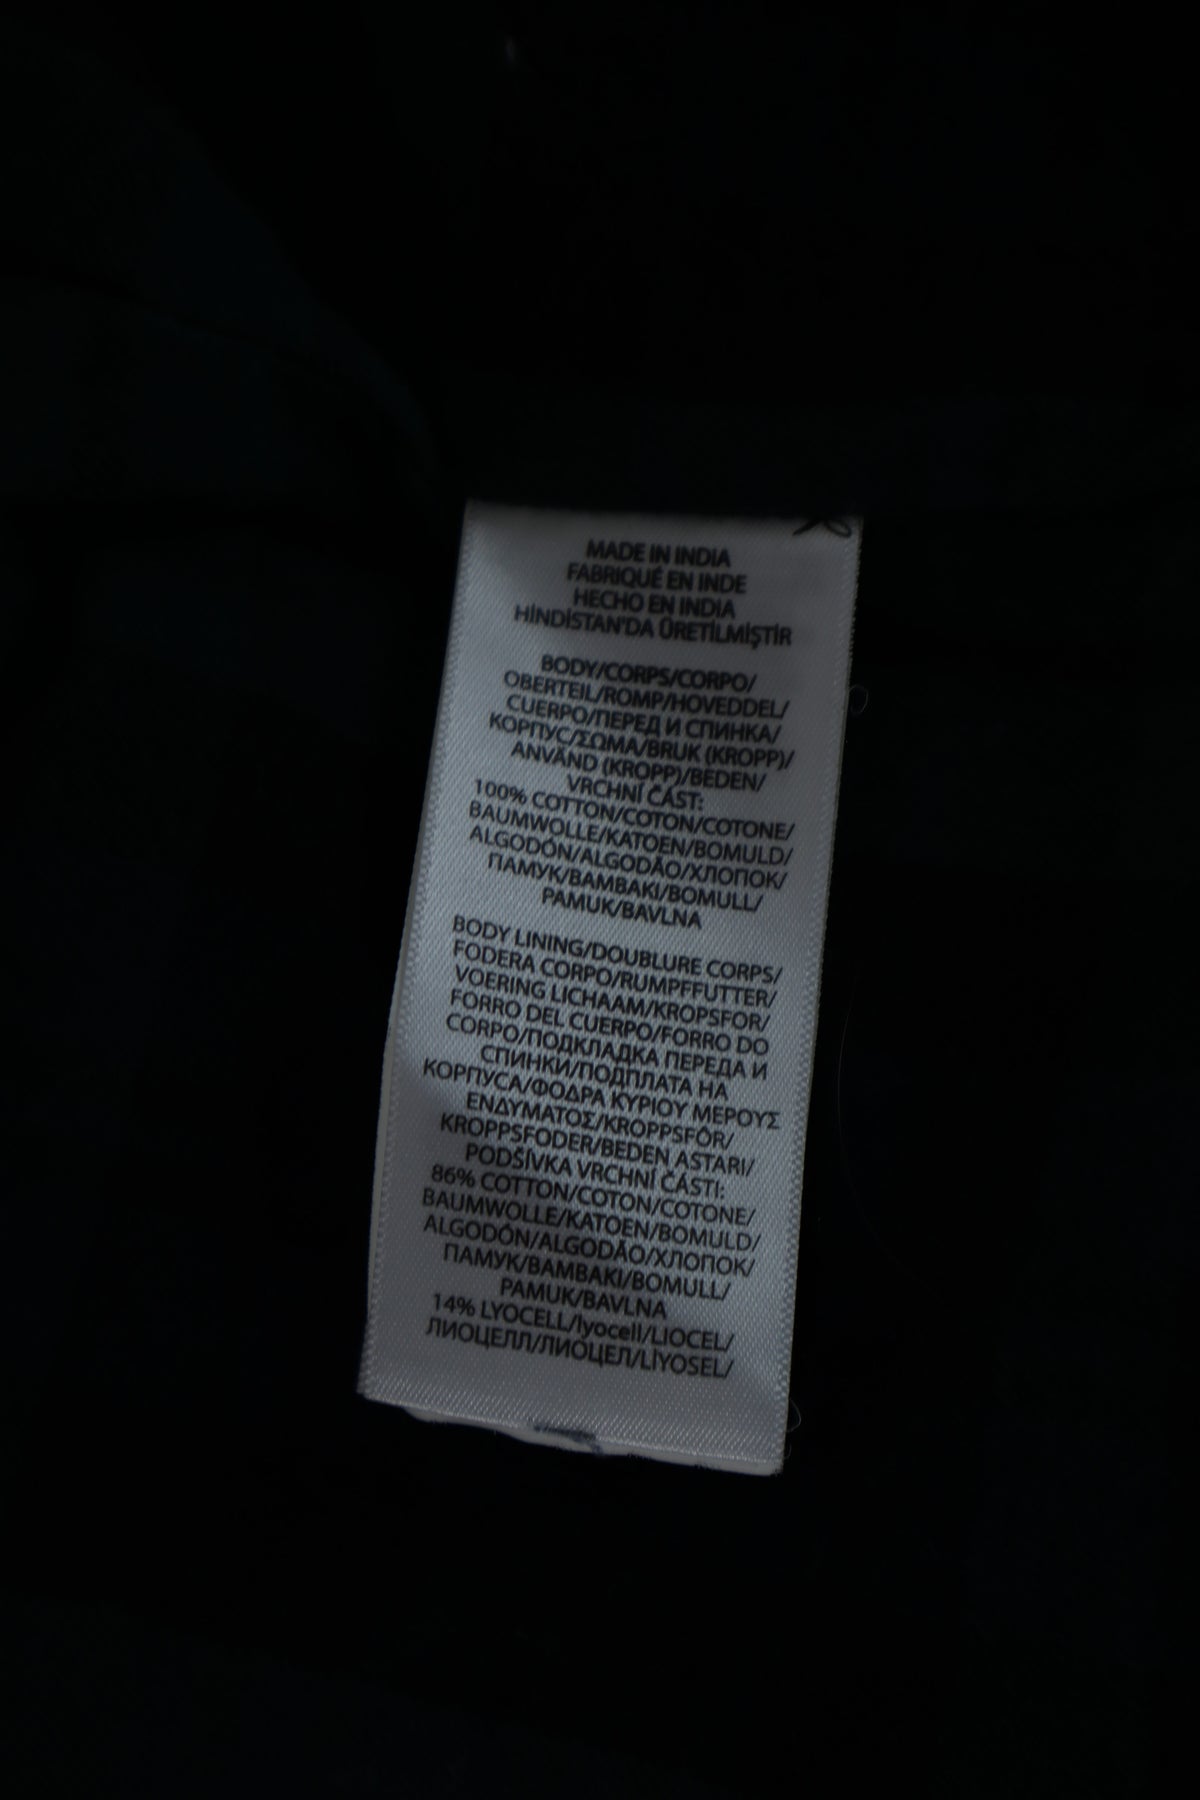 MADE IN INDIA
FABRIQUÉ EN INDE
HECHO EN INDIA
HİNDİSTAN'DA ÜRETİLMİŞTİR
BODY/CORPS/CORPO/
OBERTEIL/ROMP/HOVEDDEL/
CUERPO/ПЕРЕД И СПИНКА/
КОРПУС/ΣΩΜΑ/BRUK (KROPP)/
ANVÄND (KROPP)/BEDEN/
VRCHNÍ ČÁST:
100% COTTON/COTON/COTONE/
BAUMWOLLE/KATOEN/BOMULD/
ALGODÓN/ALGODÃO/ХЛОПОК/
ПАМУК/BAMBAKI/BOMULL/
PAMUK/BAVLNA
BODY LINING/DOUBLURE CORPS/
FODERA CORPO/RUMPFFUTTER/
VOERING LICHAAM/KROPSFOR/
FORRO DEL CUERPO/FORRO DO
CORPO/ПОДКЛАДКА ПЕРЕДА И
СПИНКИ/ПОДПЛАТА НА
КОРПУСА/ΦΟΔΡΑ ΚΥΡΙΟΥ ΜΕΡΟΥΣ
ΕΝΔΥΜΑΤΟΣ/KROPPSFÔR/
KROPPSFODER/BEDEN ASTARI/
PODŠÍVKA VRCHNÍ ČÁSTI:
86% COTTON/COTON/COTONE/
BAUMWOLLE/KATOEN/BOMULD/
ALGODÓN/ALGODÃO/ХЛОПОК/
ПАМУК/BAMBAKI/BOMULL/
PAMUK/BAVLNA
14% LYOCELL/lyocell/LIOCEL/
ЛИОЦЕЛЛ/ЛИОЦЕЛ/LİYOSEL/